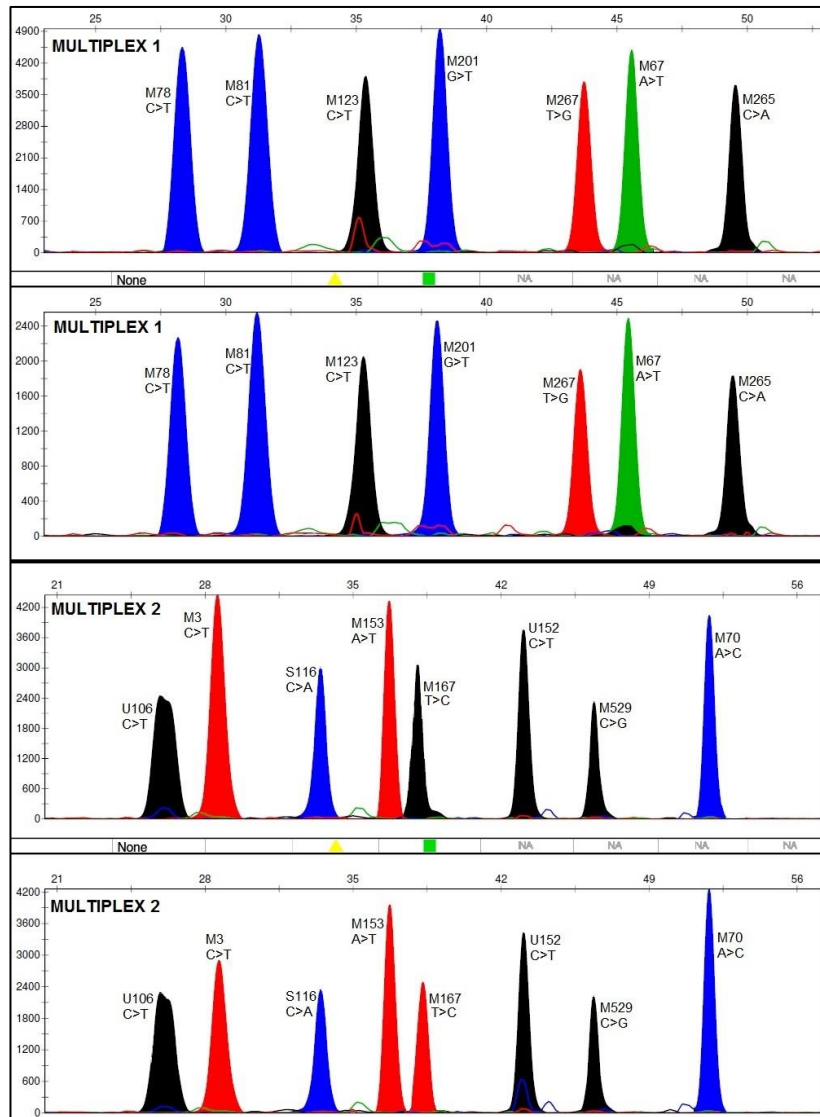 25 30 35 40 45 50
MULTIPLEX 1
4900
4200
3500
2800
2100
1400
700
0
M78
C>T
M81
C>T
M123
C>T
M201
G>T
M267
T>G
M67
A>T
M265
C>A
None NA NA NA NA
25 30 35 40 45 50
MULTIPLEX 1
2400
2000
1600
1200
800
400
0
M78
C>T
M81
C>T
M123
C>T
M201
G>T
M267
T>G
M67
A>T
M265
C>A
21 28 35 42 49 56
MULTIPLEX 2
4200
3600
3000
2400
1800
1200
600
0
U106
C>T
M3
C>T
S116
C>A
M153
A>T
M167
T>C
U152
C>T
M529
C>G
M70
A>C
None NA NA NA NA
21 28 35 42 49 56
MULTIPLEX 2
4200
3600
3000
2400
1800
1200
600
0
U106
C>T
M3
C>T
S116
C>A
M153
A>T
M167
T>C
U152
C>T
M529
C>G
M70
A>C